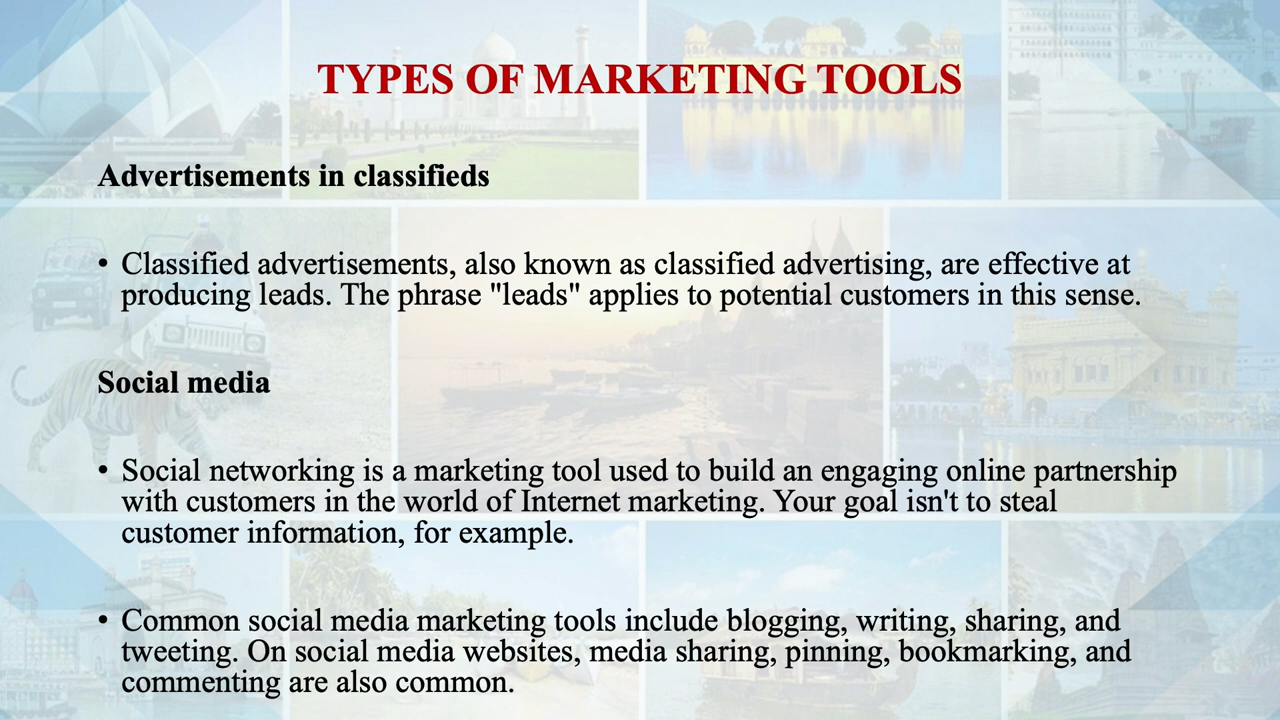 TYPES OF MARKETING TOOLS
Advertisements in classifieds
• Classified advertisements, also known as classified advertising, are effective at
producing leads. The phrase "leads" applies to potential customers in this sense.
Social media
• Social networking is a marketing tool used to build an engaging online partnership
with customers in the world of Internet marketing. Your goal isn't to steal
customer information, for example.
• Common social media marketing tools include blogging, writing, sharing, and
tweeting. On social media websites, media sharing, pinning, bookmarking, and
commenting are also common.